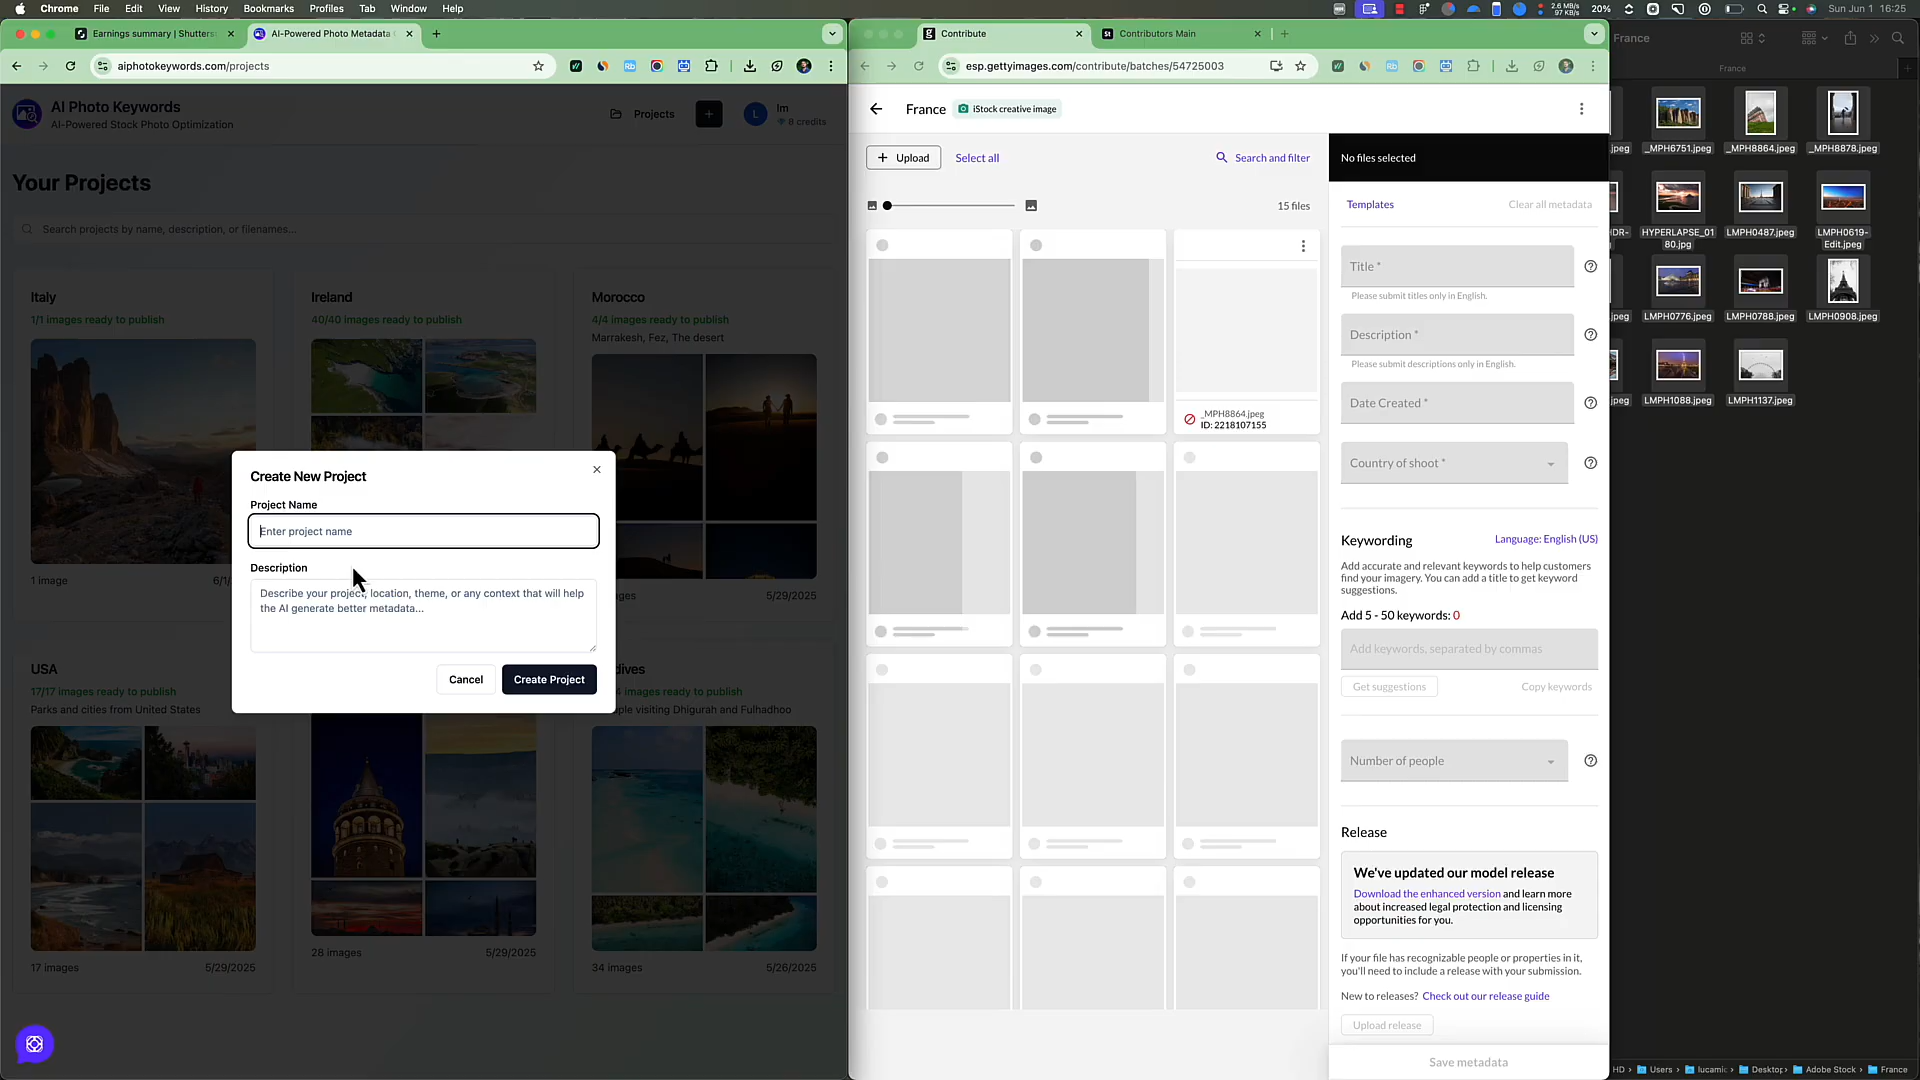 Chrome File Edit View History Bookmarks Profiles Tab Window Help
2.6 MB/s
97 KB/s
20%
Sun Jun 1 16:25
Earnings summary | Shutters
AI-Powered Photo Metadata
aiphotokeywords.com/projects
AI Photo Keywords
AI-Powered Stock Photo Optimization
Projects
L
lm
8 credits
Your Projects
Search projects by name, description, or filenames...
Italy
1/1 images ready to publish
1 image
Ireland
40/40 images ready to publish
Morocco
4/4 images ready to publish
Marrakesh, Fez, The desert
5/29/2025
Create New Project
Project Name
Enter project name
Description
Describe your project, location, theme, or any context that will help
the AI generate better metadata...
Cancel
Create Project
USA
17/17 images ready to publish
Parks and cities from United States
17 images
5/29/2025
28 images
5/29/2025
dives
4 images ready to publish
ple visiting Dhigurah and Fulhadhoo
34 images
5/26/2025
Contribute
Contributors Main
esp.gettyimages.com/contribute/batches/54725003
France
iStock creative image
Upload
Select all
Search and filter
15 files
_MPH8864.jpeg
ID: 2218107155
No files selected
Templates
Clear all metadata
Title *
Please submit titles only in English.
Description *
Please submit descriptions only in English.
Date Created *
Country of shoot *
Keywording
Language: English (US)
Add accurate and relevant keywords to help customers
find your imagery. You can add a title to get keyword
suggestions.
Add 5 - 50 keywords: 0
Add keywords, separated by commas
Get suggestions
Copy keywords
Number of people
Release
We've updated our model release
Download the enhanced version and learn more
about increased legal protection and licensing
opportunities for you.
If your file has recognizable people or properties in it,
you'll need to include a release with your submission.
New to releases? Check out our release guide
Upload release
Save metadata
France
France
.jpeg
_MPH6751.jpeg
_MPH8864.jpeg
_MPH8878.jpeg
DR-
HYPERLAPSE_01
80.jpg
LMPH0487.jpeg
LMPH0619-
Edit.jpeg
.jpeg
LMPH0776.jpeg
LMPH0788.jpeg
LMPH0908.jpeg
.jpeg
LMPH1088.jpeg
LMPH1137.jpeg
HD › Users › lucamic › Desktop › Adobe Stock › France